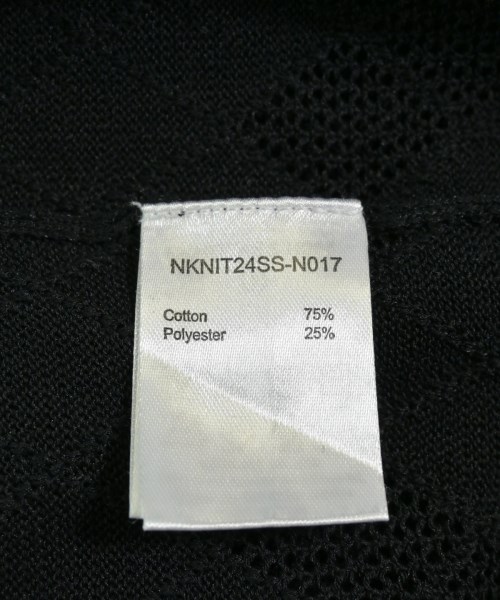 NKNIT24SS-N017
Cotton 75%
Polyester 25%